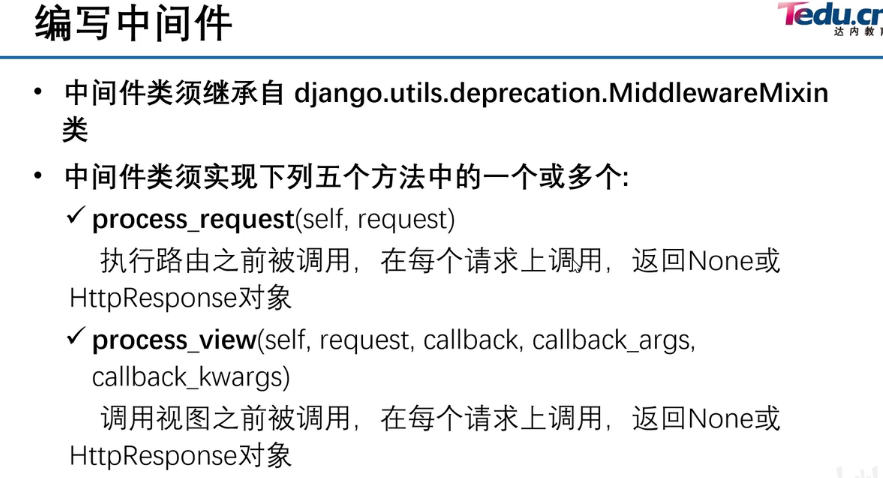 编写中间件
Tedu.cn
达内教育
• 中间件类须继承自 django.utils.deprecation.MiddlewareMixin
类
• 中间件类须实现下列五个方法中的一个或多个:
✓ process_request(self, request)
执行路由之前被调用，在每个请求上调用，返回None或
HttpResponse对象
✓ process_view(self, request, callback, callback_args,
callback_kwargs)
调用视图之前被调用，在每个请求上调用，返回None或
HttpResponse对象